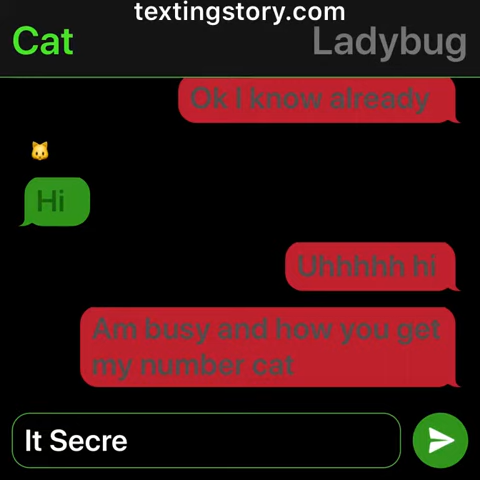 textingstory.com
Cat Ladybug
Ok I know already
Hi
Uhhhhh hi
Am busy and how you get
my number cat
It Secre